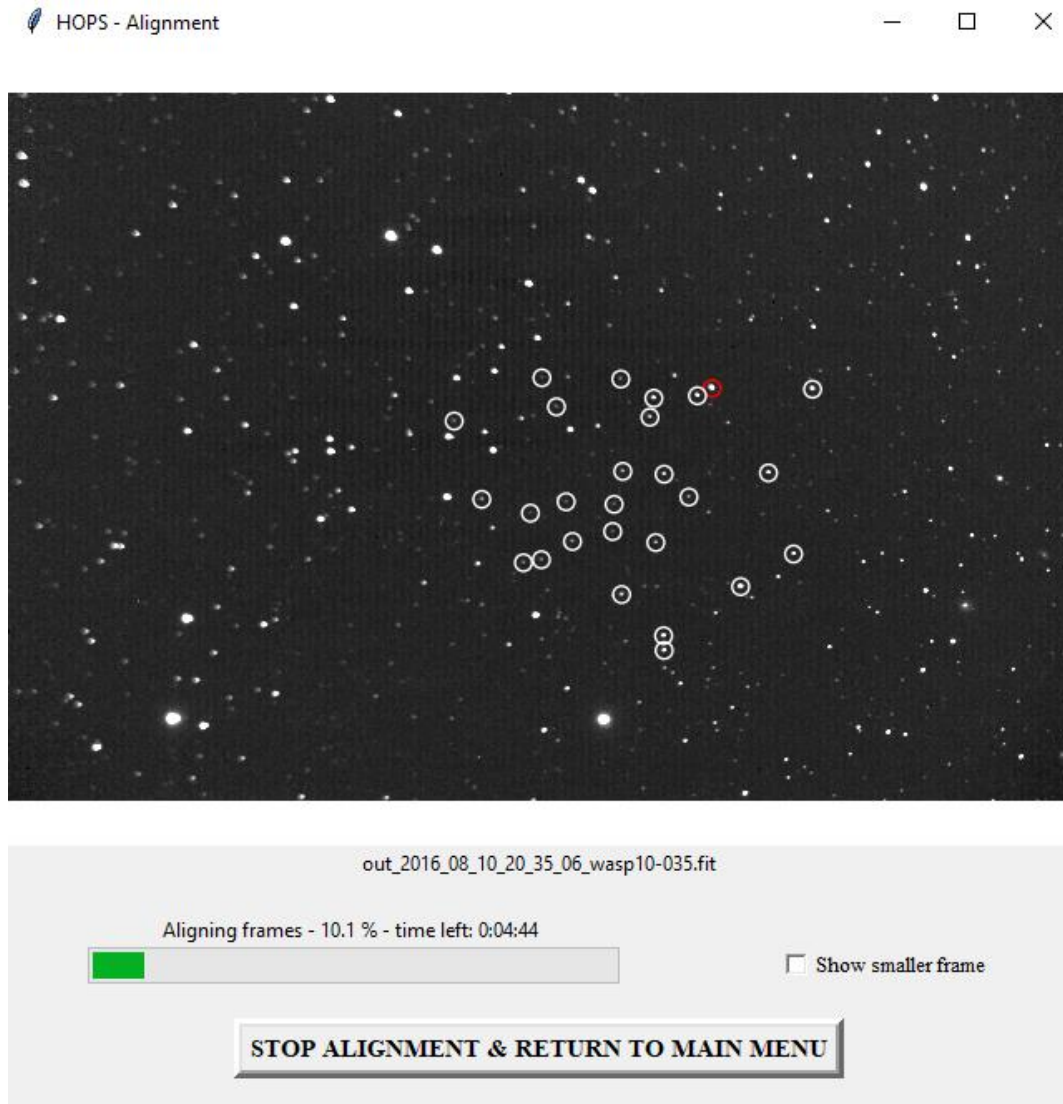 HOPS - Alignment
out_2016_08_10_20_35_06_wasp10-035.fit
Aligning frames - 10.1 % - time left: 0:04:44
Show smaller frame
STOP ALIGNMENT & RETURN TO MAIN MENU